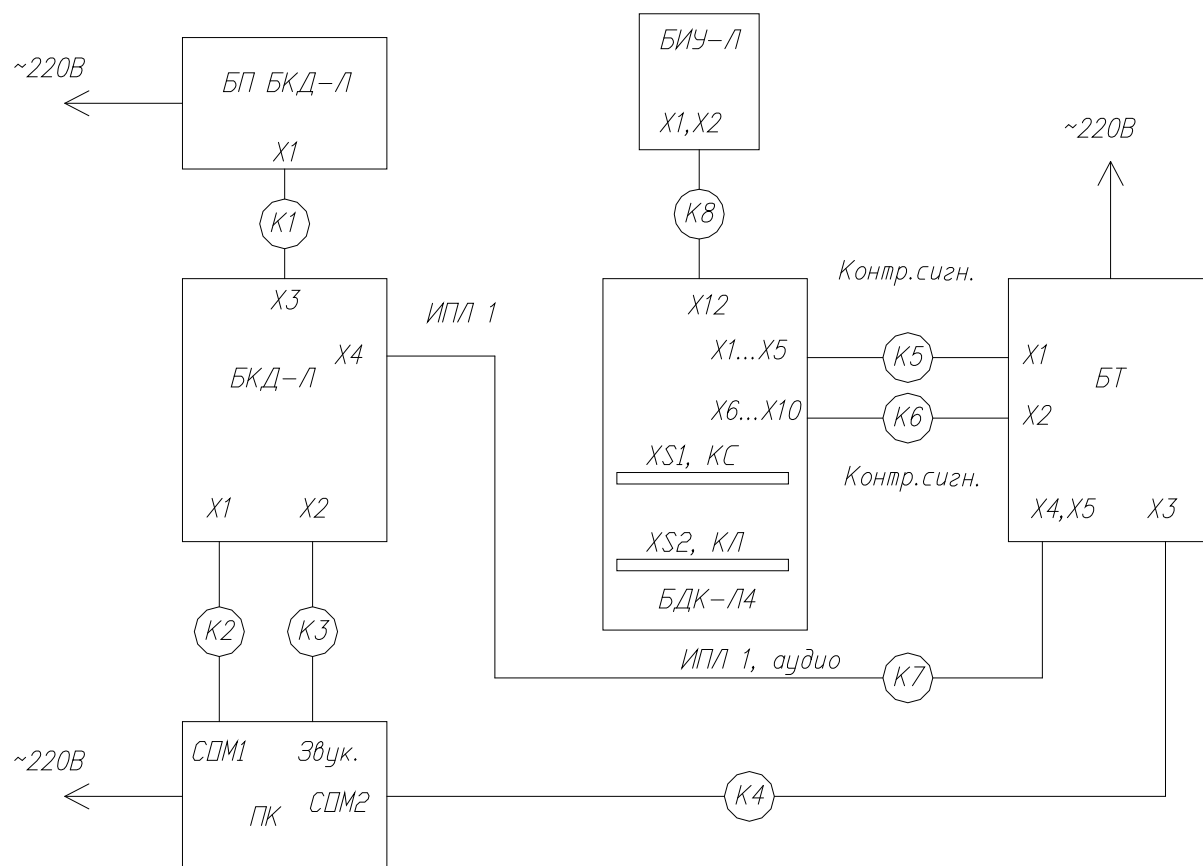 ~220В
БП БКД-Л
Х1
К1
БИУ-Л
Х1,Х2
К8
~220В
Х3
Х4
БКД-Л
Х1
Х2
ИПЛ 1
Х12
Х1...Х5
Х6...Х10
XS1, КС
XS2, КЛ
БДК-Л4
Контр.сигн.
К5
К6
Контр.сигн.
Х1
БТ
Х2
Х4,Х5
Х3
К2
К3
ИПЛ 1, аудио
К7
~220В
СОМ1
Звук.
СОМ2
ПК
К4